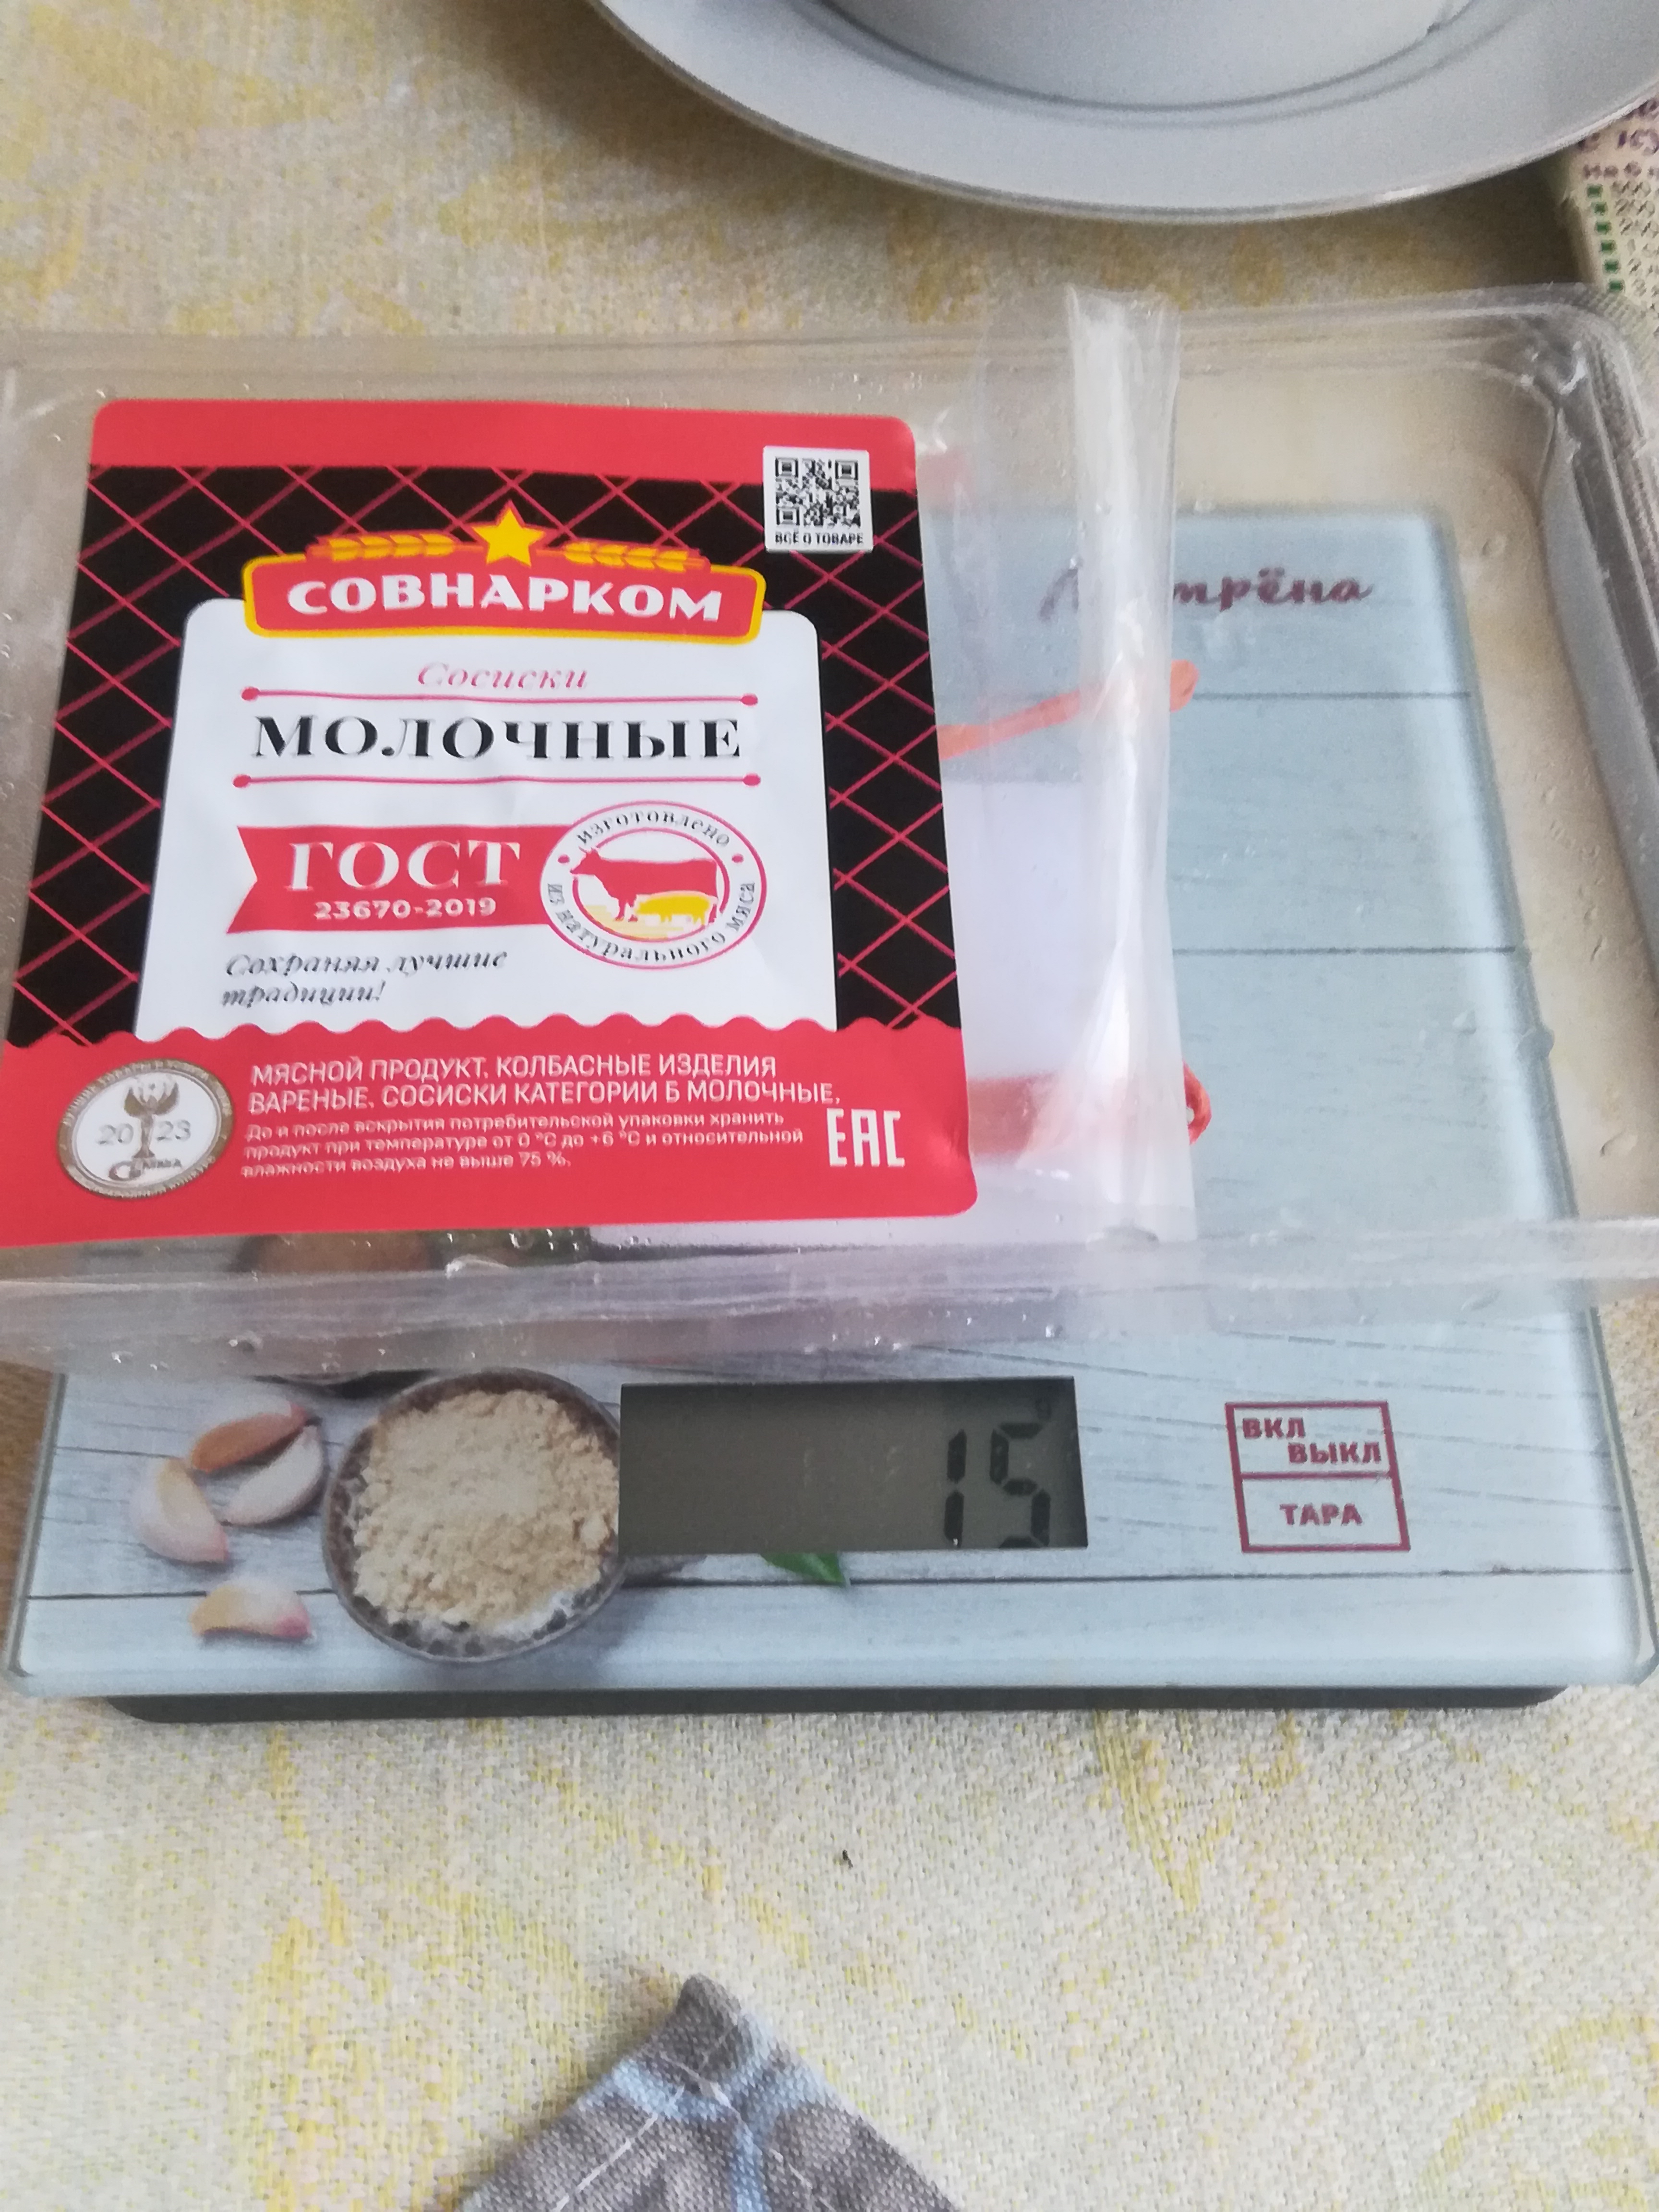 ВСЁ О ТОВАРЕ
СОВНАРКОМ
Сосиски
МОЛОЧНЫЕ
ГОСТ
23670-2019
ИЗГОТОВЛЕНО
из натурального мяса
Сохраняя лучшие
традиции!
МЯСНОЙ ПРОДУКТ. КОЛБАСНЫЕ ИЗДЕЛИЯ
ВАРЕНЫЕ. СОСИСКИ КАТЕГОРИИ Б МОЛОЧНЫЕ.
До и после вскрытия потребительской упаковки хранить
продукт при температуре от 0 °С до +6 °С и относительной
влажности воздуха не выше 75 %.
EAC
2023
15
g
ВКЛ
ВЫКЛ
ТАРА